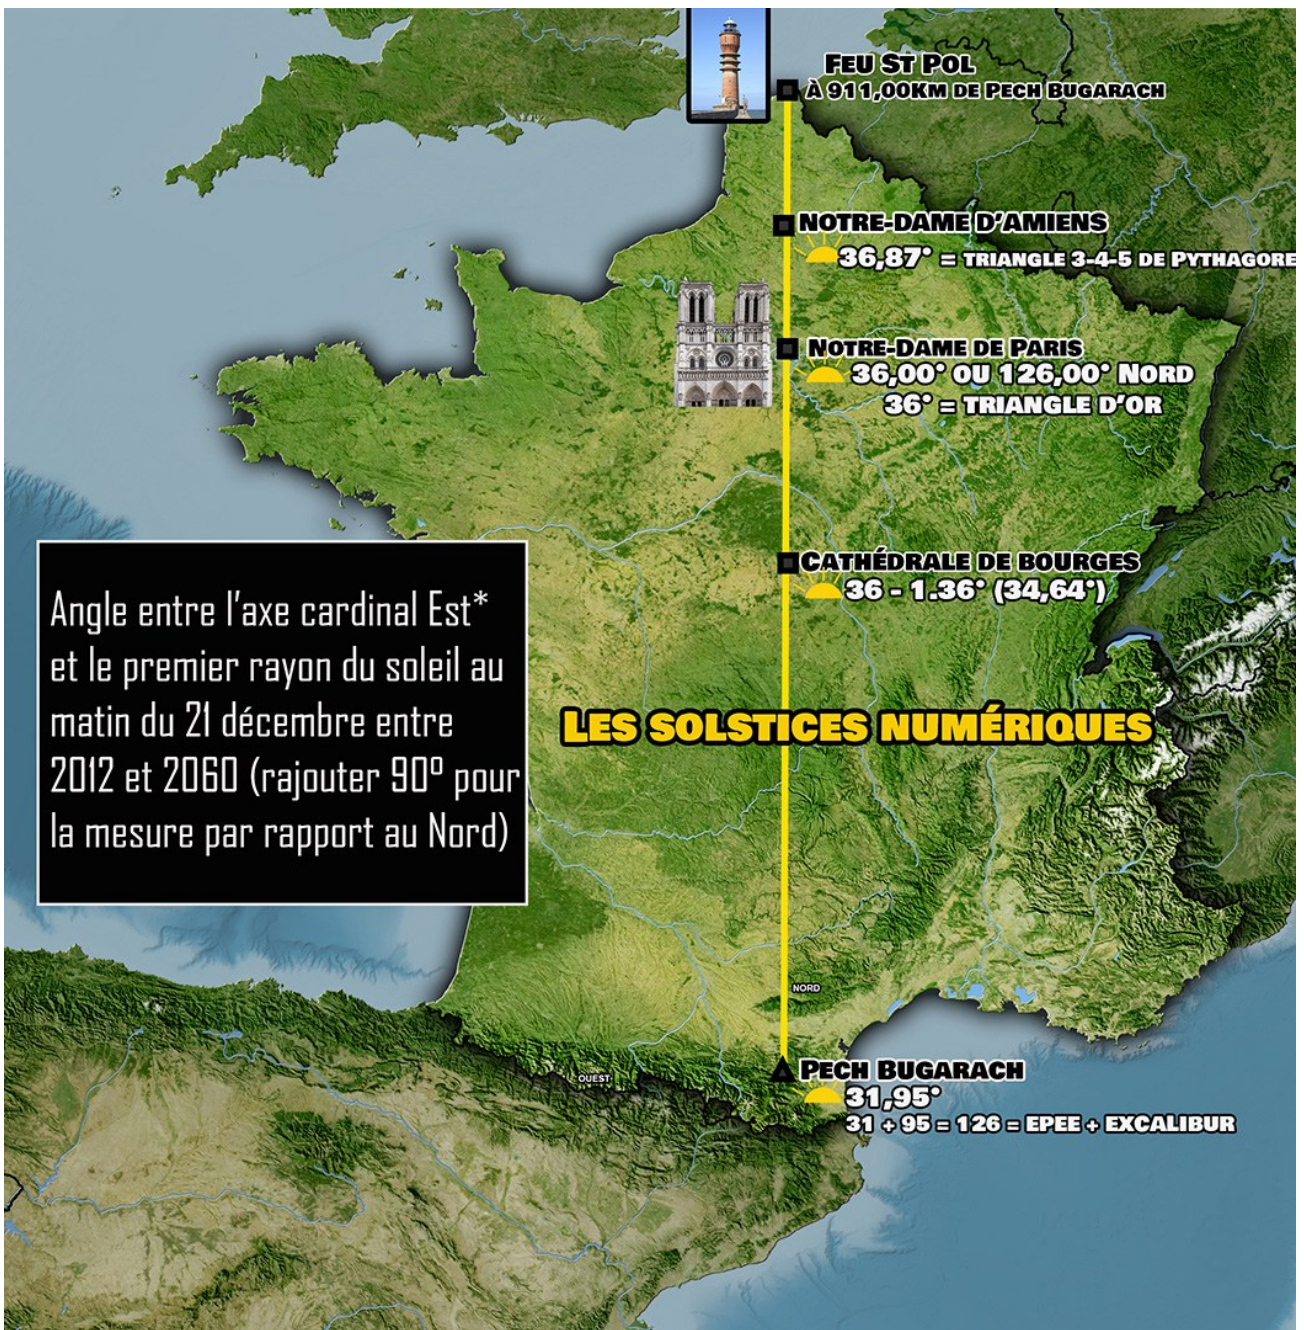 FEU ST POL
À 911,00KM DE PECH BUGARACH
NOTRE-DAME D'AMIENS
36,87° = TRIANGLE 3-4-5 DE PYTHAGORE
NOTRE-DAME DE PARIS
36,00° OU 126,00° NORD
36° = TRIANGLE D'OR
CATHÉDRALE DE BOURGES
36 - 1.36° (34,64°)
Angle entre l'axe cardinal Est*
et le premier rayon du soleil au
matin du 21 décembre entre
2012 et 2060 (rajouter 90º pour
la mesure par rapport au Nord)
LES SOLSTICES NUMÉRIQUES
NORD
OUEST
PECH BUGARACH
31,95°
31 + 95 = 126 = EPEE + EXCALIBUR